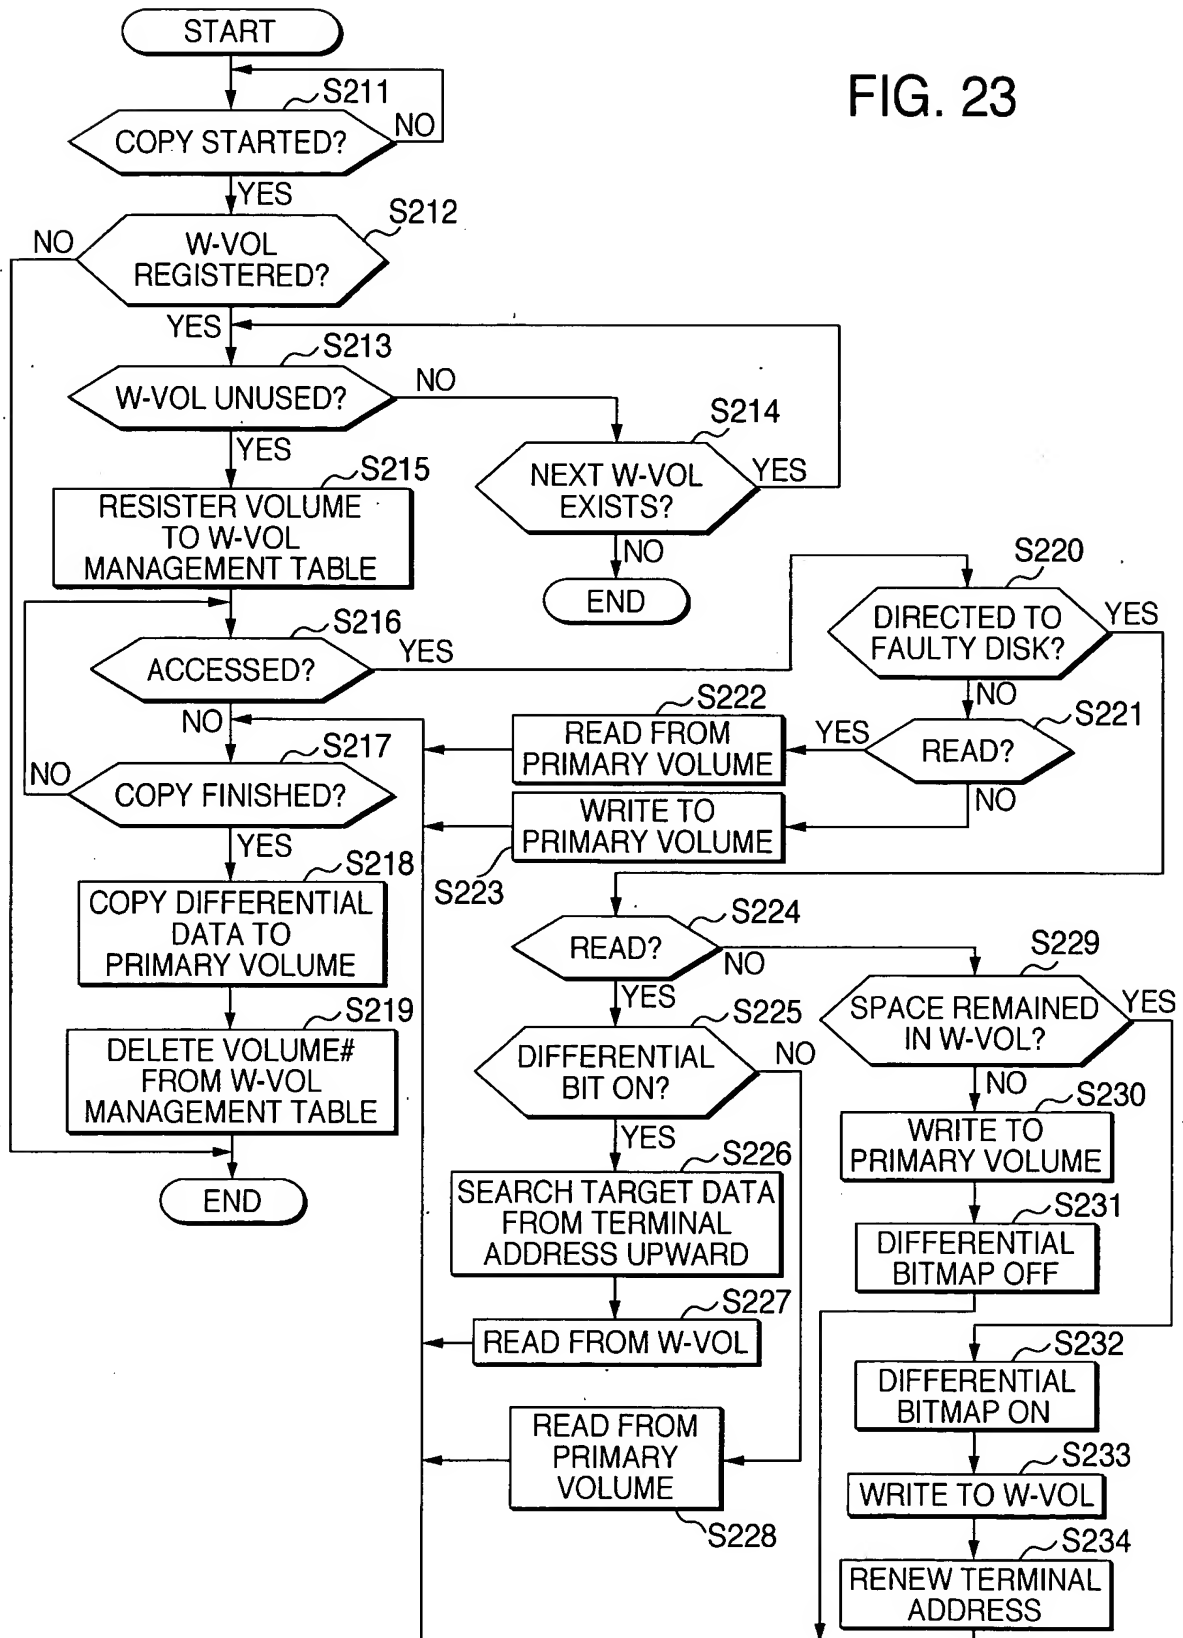 START
FIG. 23
S211
COPY STARTED?
NO
YES
S212
NO
W-VOL
REGISTERED?
YES
S213
W-VOL UNUSED?
NO
YES
S214
NEXT W-VOL
EXISTS?
YES
NO
END
S215
RESISTER VOLUME
TO W-VOL
MANAGEMENT TABLE
S216
ACCESSED?
YES
NO
S217
NO
COPY FINISHED?
YES
S218
COPY DIFFERENTIAL
DATA TO
PRIMARY VOLUME
S219
DELETE VOLUME#
FROM W-VOL
MANAGEMENT TABLE
END
S220
DIRECTED TO
FAULTY DISK?
YES
NO
S221
READ?
YES
NO
S222
READ FROM
PRIMARY VOLUME
WRITE TO
PRIMARY VOLUME
S223
S224
READ?
NO
YES
S225
DIFFERENTIAL
BIT ON?
NO
YES
S226
SEARCH TARGET DATA
FROM TERMINAL
ADDRESS UPWARD
S227
READ FROM W-VOL
READ FROM
PRIMARY
VOLUME
S228
S229
SPACE REMAINED
IN W-VOL?
YES
NO
S230
WRITE TO
PRIMARY VOLUME
S231
DIFFERENTIAL
BITMAP OFF
S232
DIFFERENTIAL
BITMAP ON
S233
WRITE TO W-VOL
S234
RENEW TERMINAL
ADDRESS